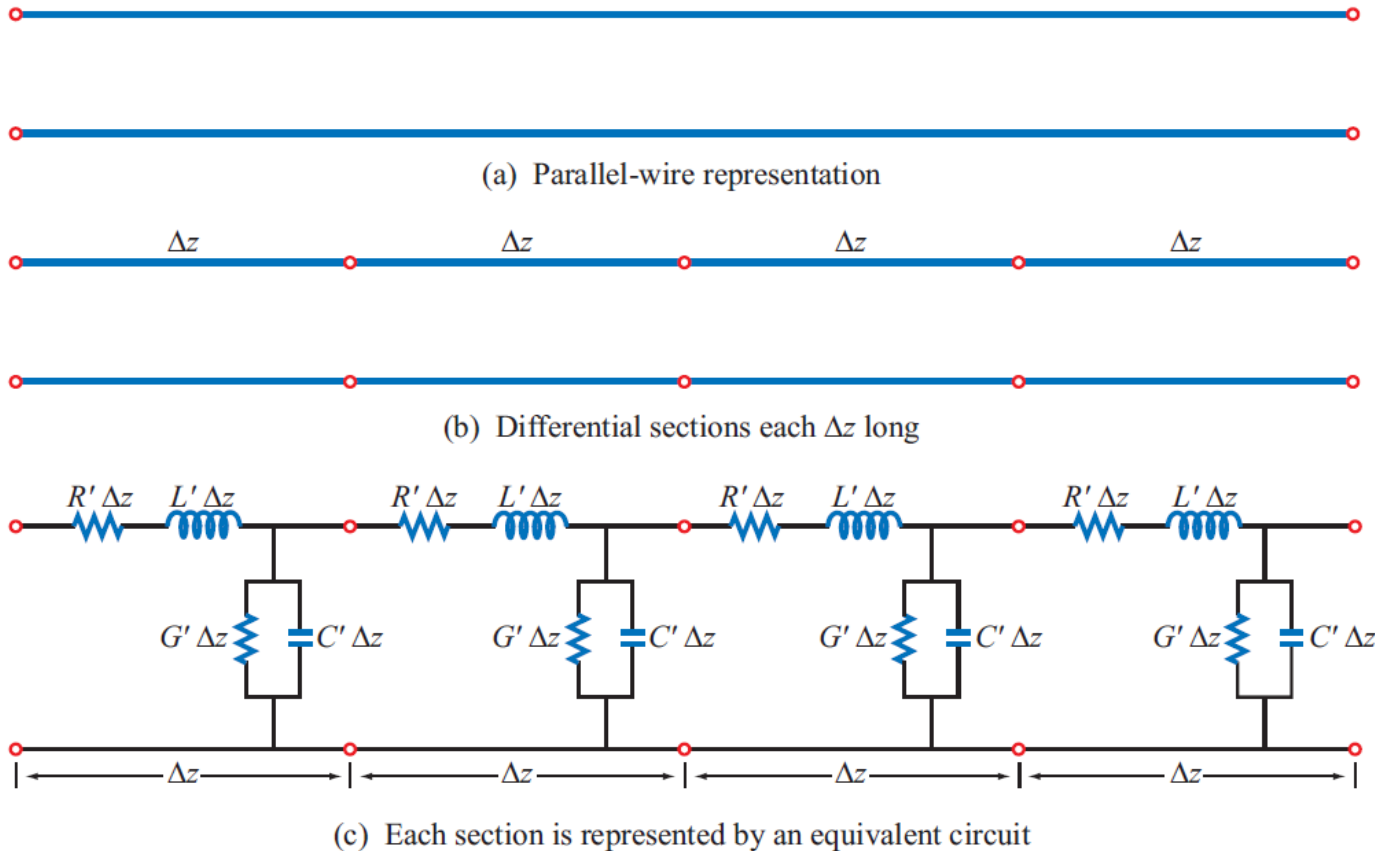 (a) Parallel-wire representation
Δz Δz Δz Δz
(b) Differential sections each Δz long
R′ Δz L′ Δz R′ Δz L′ Δz R′ Δz L′ Δz R′ Δz L′ Δz
G′ Δz C′ Δz G′ Δz C′ Δz G′ Δz C′ Δz G′ Δz C′ Δz
Δz Δz Δz Δz
(c) Each section is represented by an equivalent circuit